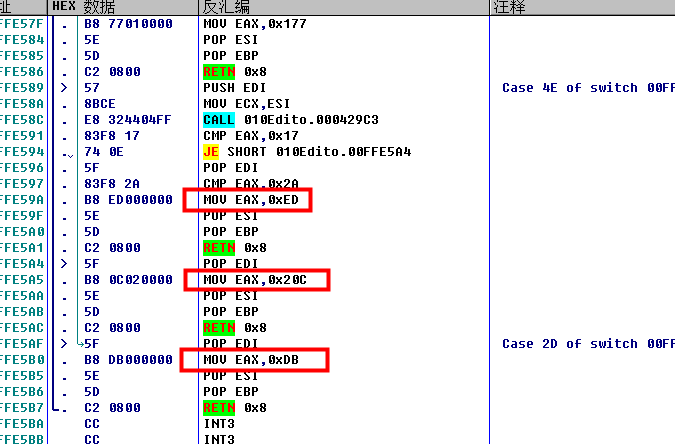 址 HEX 数据 反汇编 注释
FFE57F . B8 77010000 MOV EAX,0x177
FFE584 . 5E POP ESI
FFE585 . 5D POP EBP
FFE586 . C2 0800 RETN 0x8
FFE589 > 57 PUSH EDI Case 4E of switch 00FF
FFE58A . 8BCE MOV ECX,ESI
FFE58C . E8 324404FF CALL 010Edito.000429C3
FFE591 . 83F8 17 CMP EAX,0x17
FFE594 . 74 0E JE SHORT 010Edito.00FFE5A4
FFE596 . 5F POP EDI
FFE597 . 83F8 2A CMP EAX,0x2A
FFE59A . B8 ED000000 MOV EAX,0xED
FFE59F . 5E POP ESI
FFE5A0 . 5D POP EBP
FFE5A1 . C2 0800 RETN 0x8
FFE5A4 > 5F POP EDI
FFE5A5 . B8 0C020000 MOV EAX,0x20C
FFE5AA . 5E POP ESI
FFE5AB . 5D POP EBP
FFE5AC . C2 0800 RETN 0x8
FFE5AF > 5F POP EDI Case 2D of switch 00FF
FFE5B0 . B8 DB000000 MOV EAX,0xDB
FFE5B5 . 5E POP ESI
FFE5B6 . 5D POP EBP
FFE5B7 . C2 0800 RETN 0x8
FFE5BA CC INT3
FFE5BB CC INT3